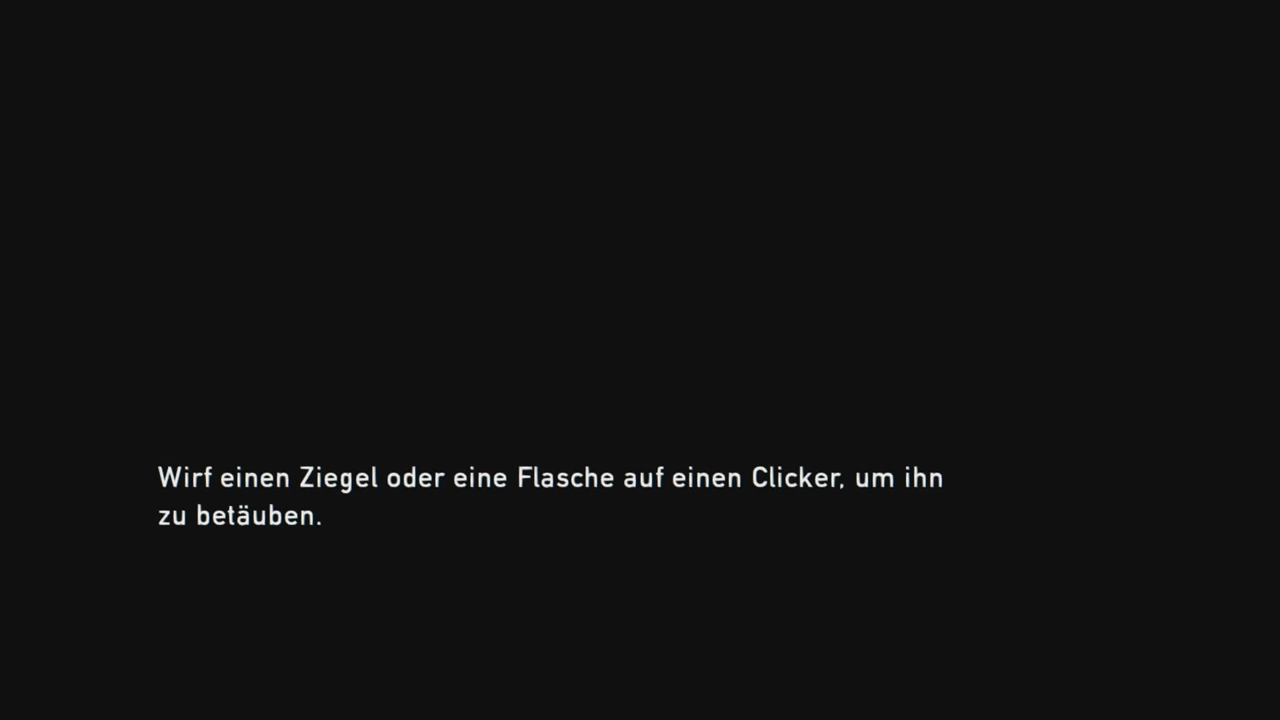 Wirf einen Ziegel oder eine Flasche auf einen Clicker, um ihn
zu betäuben.